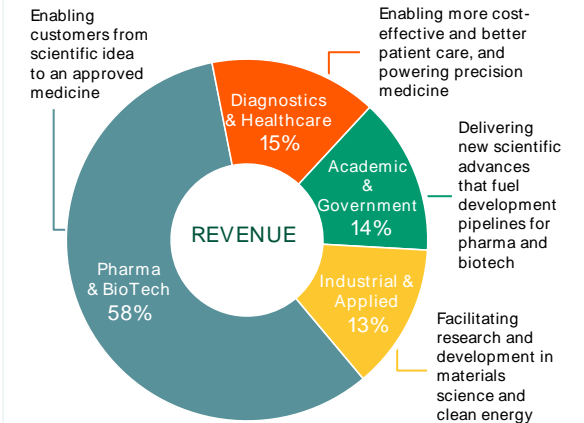 Enabling
customers from
scientific idea
to an approved
medicine
Enabling more cost-
effective and better
patient care, and
powering precision
medicine
Diagnostics
& Healthcare
15%
Delivering
new scientific
advances
that fuel
development
pipelines for
pharma and
biotech
Academic
&
Government
14%
REVENUE
Pharma
& BioTech
58%
Industrial &
Applied
13%
Facilitating
research and
development in
materials
science and
clean energy